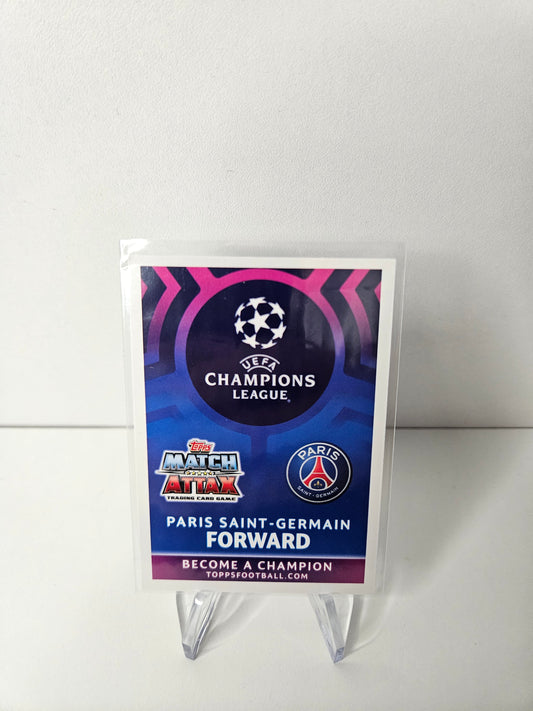 UEFA
CHAMPIONS
LEAGUE®
Topps
MATCH
ATTAX
TRADING CARD GAME
PARIS
SAINT-GERMAIN
PARIS SAINT-GERMAIN
FORWARD
BECOME A CHAMPION
TOPPSFOOTBALL.COM